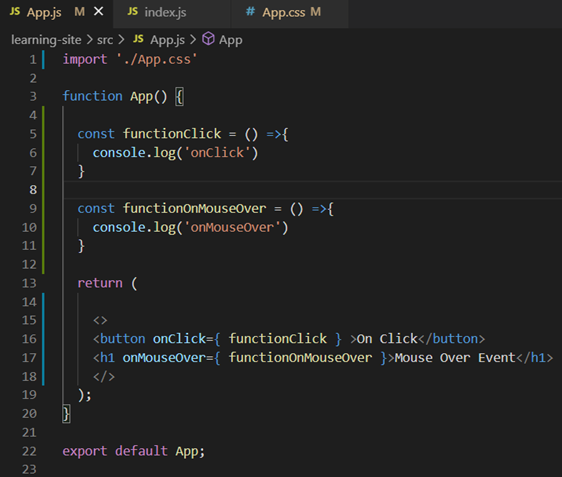 JS App.js M × JS index.js # App.css M
learning-site > src > JS App.js > App
1 import './App.css'
2
3 function App() {
4
5 const functionClick = () =>{
6 console.log('onClick')
7 }
8
9 const functionOnMouseOver = () =>{
10 console.log('onMouseOver')
11 }
12
13 return (
14
15 <>
16 <button onClick={ functionClick } >On Click</button>
17 <h1 onMouseOver={ functionOnMouseOver }>Mouse Over Event</h1>
18 </>
19 );
20 }
21
22 export default App;
23